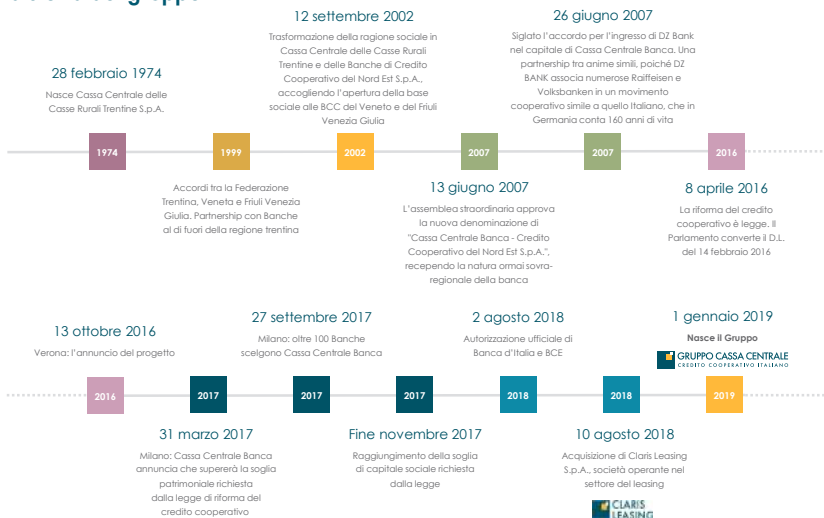 12 settembre 2002
Trasformazione della ragione sociale in
Cassa Centrale delle Casse Rurali
Trentine e delle Banche di Credito
Cooperativo del Nord Est S.p.A.,
accogliendo l'apertura della base
sociale alle BCC del Veneto e del Friuli
Venezia Giulia
26 giugno 2007
Siglato l'accordo per l'ingresso di DZ Bank
nel capitale di Cassa Centrale Banca. Una
partnership tra anime simili, poiché DZ
BANK associa numerose Raiffeisen e
Volksbanken in un movimento
cooperativo simile a quello Italiano, che in
Germania conta 160 anni di vita
28 febbraio 1974
Nasce Cassa Centrale delle
Casse Rurali Trentine S.p.A.
1974
1999
2002
2007
2007
2016
Accordi tra la Federazione
Trentina, Veneta e Friuli Venezia
Giulia. Partnership con Banche
al di fuori della regione trentina
13 giugno 2007
L'assemblea straordinaria approva
la nuova denominazione di
"Cassa Centrale Banca - Credito
Cooperativo del Nord Est S.p.A.",
recependo la natura ormai sovra-
regionale della banca
8 aprile 2016
La riforma del credito
cooperativo è legge. Il
Parlamento converte il D.L.
del 14 febbraio 2016
13 ottobre 2016
Verona: l'annuncio del progetto
27 settembre 2017
Milano: oltre 100 Banche
scelgono Cassa Centrale Banca
2 agosto 2018
Autorizzazione ufficiale di
Banca d'Italia e BCE
1 gennaio 2019
Nasce il Gruppo
GRUPPO CASSA CENTRALE
CREDITO COOPERATIVO ITALIANO
2016
2017
2017
2017
2018
2018
2019
31 marzo 2017
Milano: Cassa Centrale Banca
annuncia che supererà la soglia
patrimoniale richiesta
dalla legge di riforma del
credito cooperativo
Fine novembre 2017
Raggiungimento della soglia
di capitale sociale richiesta
dalla legge
10 agosto 2018
Acquisizione di Claris Leasing
S.p.A., società operante nel
settore del leasing
CLARIS
LEASING